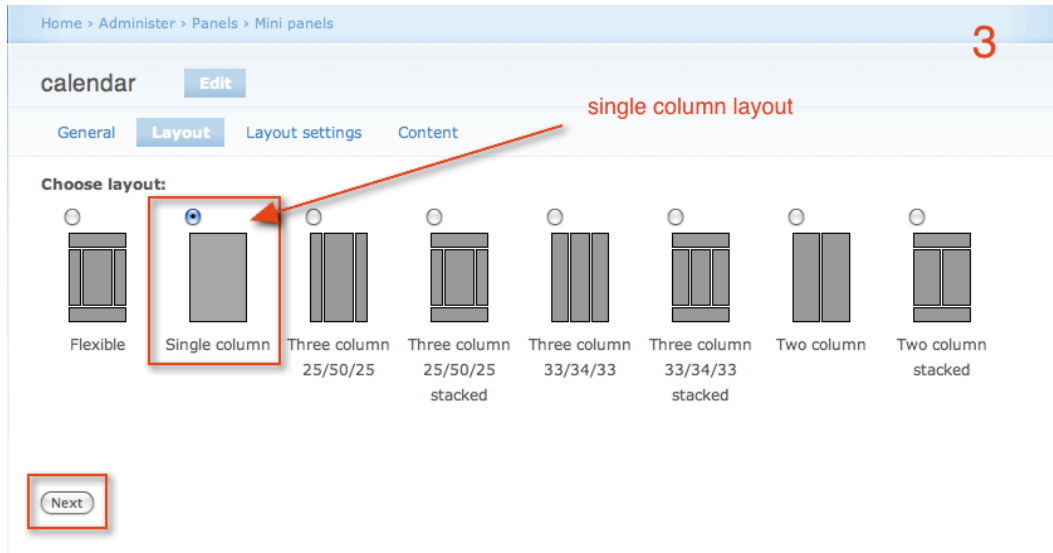 Home › Administer › Panels › Mini panels
3
calendar Edit
single column layout
General Layout Layout settings Content
Choose layout:
Flexible Single column Three column Three column Three column Three column Two column Two column
25/50/25 25/50/25 33/34/33 33/34/33 stacked
stacked stacked
Next